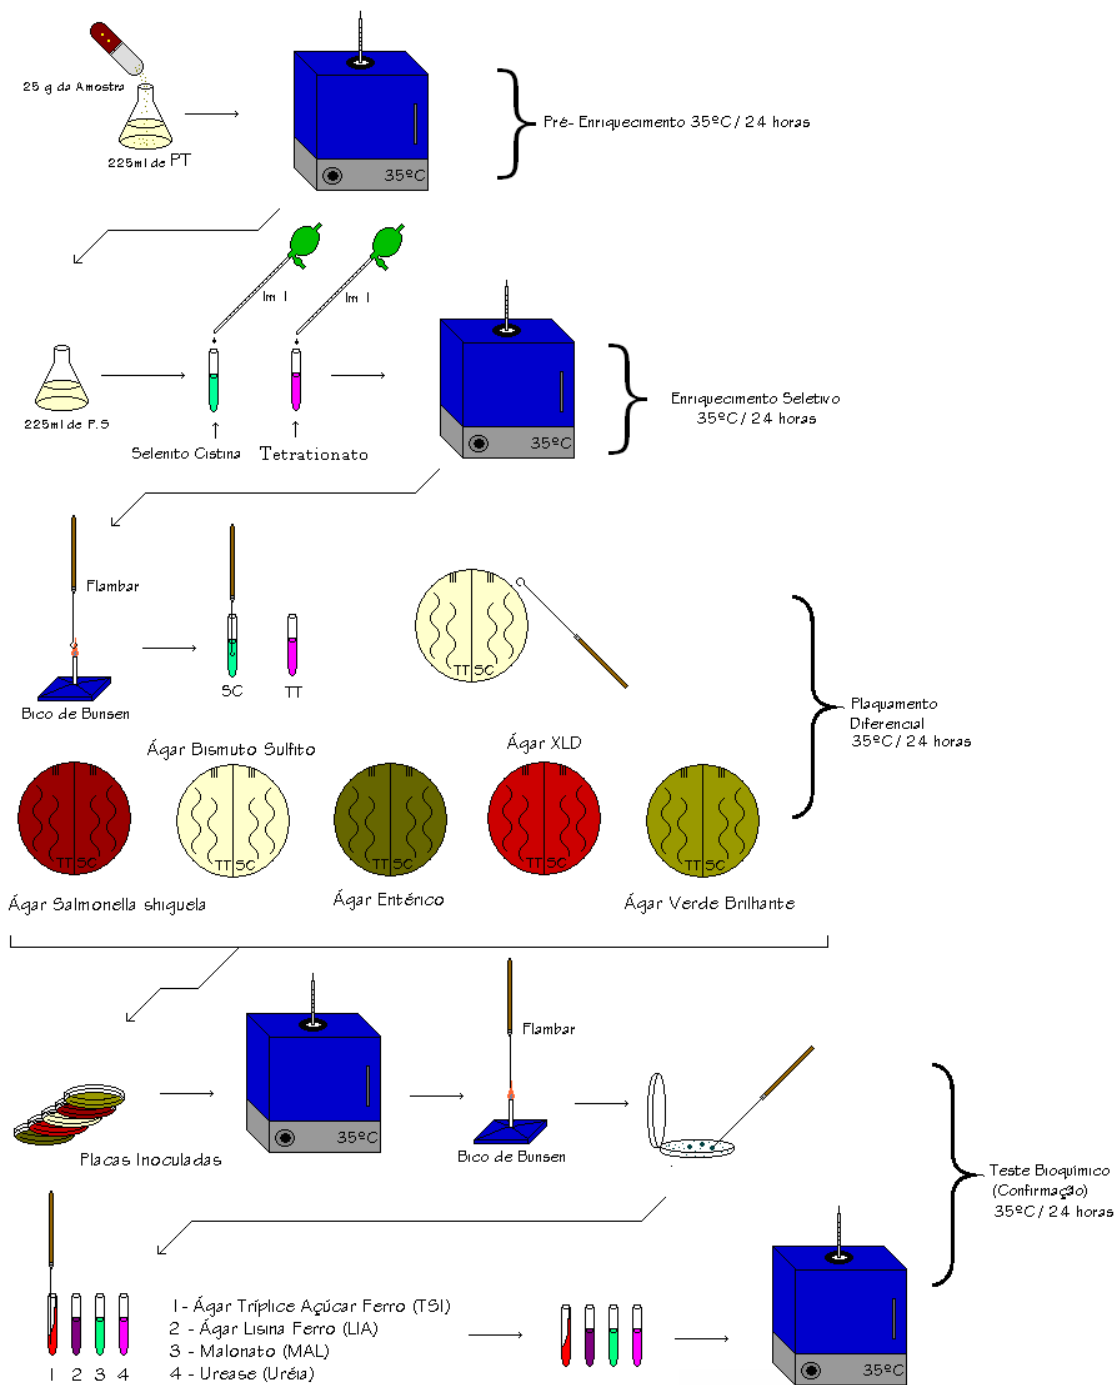 25 g da Amostra
225ml de PT
35ºC
Pré- Enriquecimento 35ºC/ 24 horas
1m l
1m l
225ml de P.S
Selenito Cistina
Tetrationato
35ºC
Enriquecimento Seletivo
35ºC/ 24 horas
Flambar
Bico de Bunsen
SC
TT
TT SC
Plaquamento
Diferencial
35ºC/ 24 horas
Ágar Bismuto Sulfito
Ágar XLD
TT SC
TT SC
TT SC
TT SC
TT SC
Ágar Salmonella shiguela
Ágar Entérico
Ágar Verde Brilhante
Flambar
35ºC
Placas Inoculadas
Bico de Bunsen
Teste Bioquímico
(Confirmação)
35ºC/ 24 horas
1 2 3 4
1 - Ágar Tríplice Açúcar Ferro (TSI)
2 - Ágar Lisina Ferro (LIA)
3 - Malonato (MAL)
4 - Urease (Uréia)
35ºC